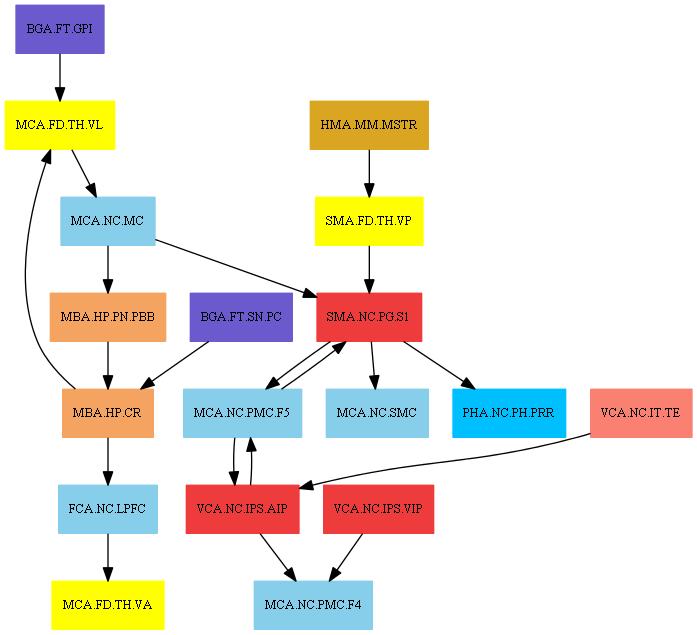 BGA.FT.GPI
MCA.FD.TH.VL
HMA.MM.MSTR
MCA.NC.MC
SMA.FD.TH.VP
MBA.HP.PN.PBB
BGA.FT.SN.PC
SMA.NC.PG.S1
MBA.HP.CR
MCA.NC.PMC.F5
MCA.NC.SMC
PHA.NC.PH.PRR
VCA.NC.IT.TE
FCA.NC.LPFC
VCA.NC.IPS.AIP
VCA.NC.IPS.VIP
MCA.FD.TH.VA
MCA.NC.PMC.F4